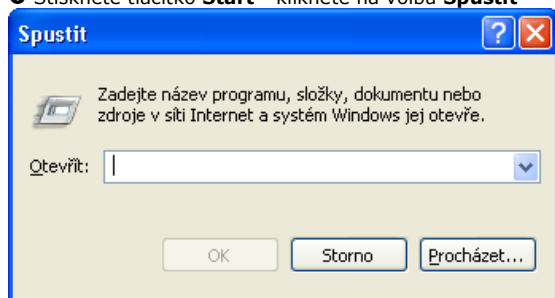 ● Stiskněte tlačítko Start - klikněte na volbu Spustit
Spustit
Zadejte název programu, složky, dokumentu nebo
zdroje v síti Internet a systém Windows jej otevře.
Otevřít:
OK Storno Procházet...